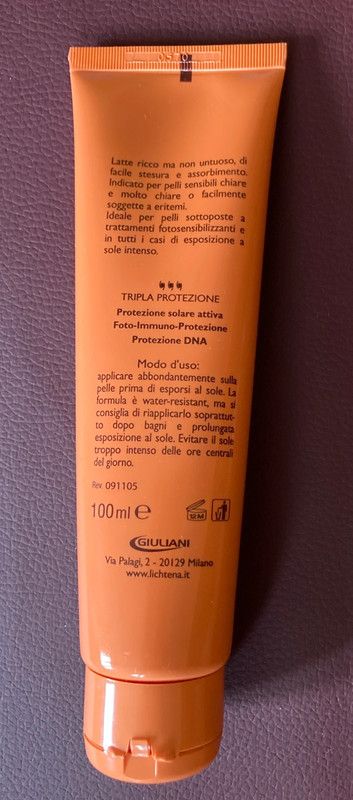 Latte ricco ma non untuoso, di
facile stesura e assorbimento.
Indicato per pelli sensibili chiare
e molto chiare o facilmente
soggette a eritemi.
Ideale per pelli sottoposte a
trattamenti fotosensibilizzanti e
in tutti i casi di esposizione a
sole intenso.
TRIPLA PROTEZIONE
Protezione solare attiva
Foto-Immuno-Protezione
Protezione DNA
Modo d'uso:
applicare abbondantemente sulla
pelle prima di esporsi al sole. La
formula è water-resistant, ma si
consiglia di riapplicarlo soprattut-
to dopo bagni e prolungata
esposizione al sole. Evitare il sole
troppo intenso delle ore centrali
del giorno.
Rev 091105
100ml e
12M
GIULIANI
Via Palagi, 2 - 20129 Milano
www.lichtena.it